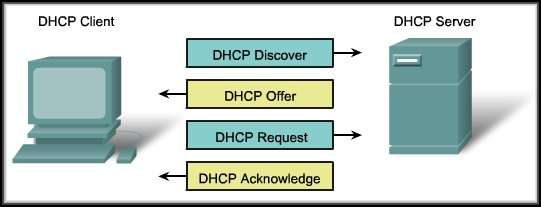 DHCP Client
DHCP Server
DHCP Discover
DHCP Offer
DHCP Request
DHCP Acknowledge